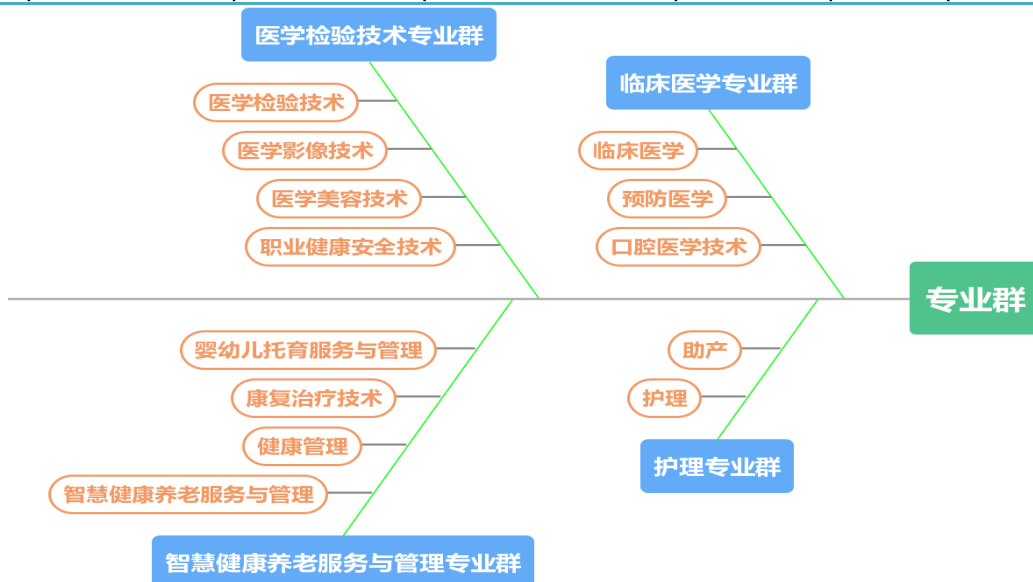 医学检验技术专业群
医学检验技术
医学影像技术
医学美容技术
职业健康安全技术
临床医学专业群
临床医学
预防医学
口腔医学技术
专业群
婴幼儿托育服务与管理
康复治疗技术
健康管理
智慧健康养老服务与管理
智慧健康养老服务与管理专业群
助产
护理
护理专业群